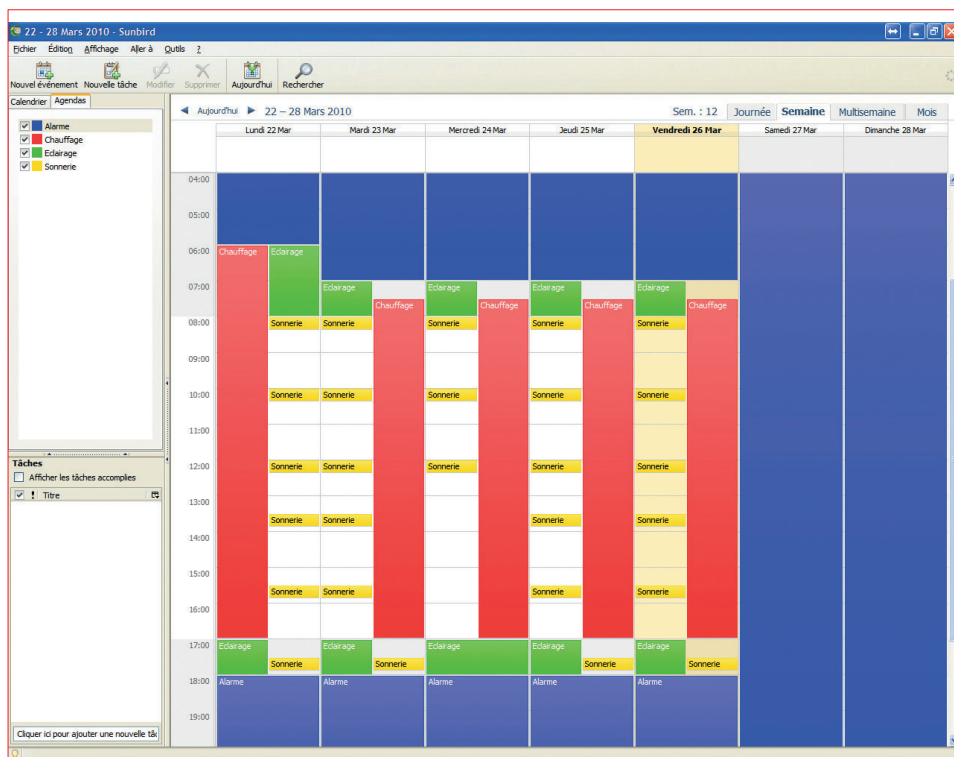 22 - 28 Mars 2010 - Sunbird
Fichier Édition Affichage Aller à Outils ?
Nouvel événement Nouvelle tâche Modifier Supprimer Aujourd'hui Rechercher
Calendrier Agendas
Alarme
Chauffage
Eclairage
Sonnerie
Aujourd'hui 22 – 28 Mars 2010 Sem. : 12 Journée Semaine Multisemaine Mois
Lundi 22 Mar Mardi 23 Mar Mercredi 24 Mar Jeudi 25 Mar Vendredi 26 Mar Samedi 27 Mar Dimanche 28 Mar
04:00
05:00
06:00 Chauffage Eclairage
07:00 Eclairage Eclairage Eclairage Eclairage
Chauffage Chauffage Chauffage Chauffage
08:00 Sonnerie Sonnerie Sonnerie Sonnerie Sonnerie
09:00
10:00 Sonnerie Sonnerie Sonnerie Sonnerie Sonnerie
11:00
12:00 Sonnerie Sonnerie Sonnerie Sonnerie Sonnerie
13:00
Sonnerie Sonnerie Sonnerie Sonnerie
14:00
15:00
Sonnerie Sonnerie Sonnerie Sonnerie
16:00
17:00 Eclairage Eclairage Eclairage Eclairage Eclairage
Sonnerie Sonnerie Sonnerie Sonnerie
18:00 Alarme Alarme Alarme Alarme Alarme
19:00
Tâches
Afficher les tâches accomplies
! Titre
Cliquer ici pour ajouter une nouvelle tâc